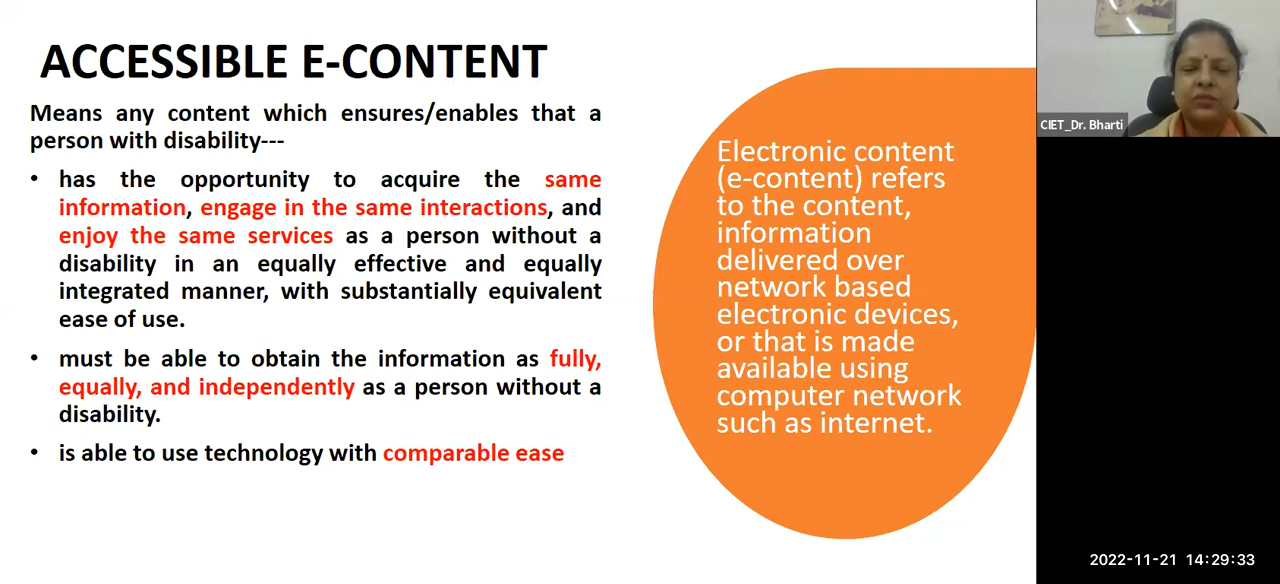 ACCESSIBLE E-CONTENT
Means any content which ensures/enables that a
person with disability---
• has the opportunity to acquire the same
information, engage in the same interactions, and
enjoy the same services as a person without a
disability in an equally effective and equally
integrated manner, with substantially equivalent
ease of use.
• must be able to obtain the information as fully,
equally, and independently as a person without a
disability.
• is able to use technology with comparable ease
Electronic content
(e-content) refers
to the content,
information
delivered over
network based
electronic devices,
or that is made
available using
computer network
such as internet.
CIET_Dr. Bharti
2022-11-21 14:29:33